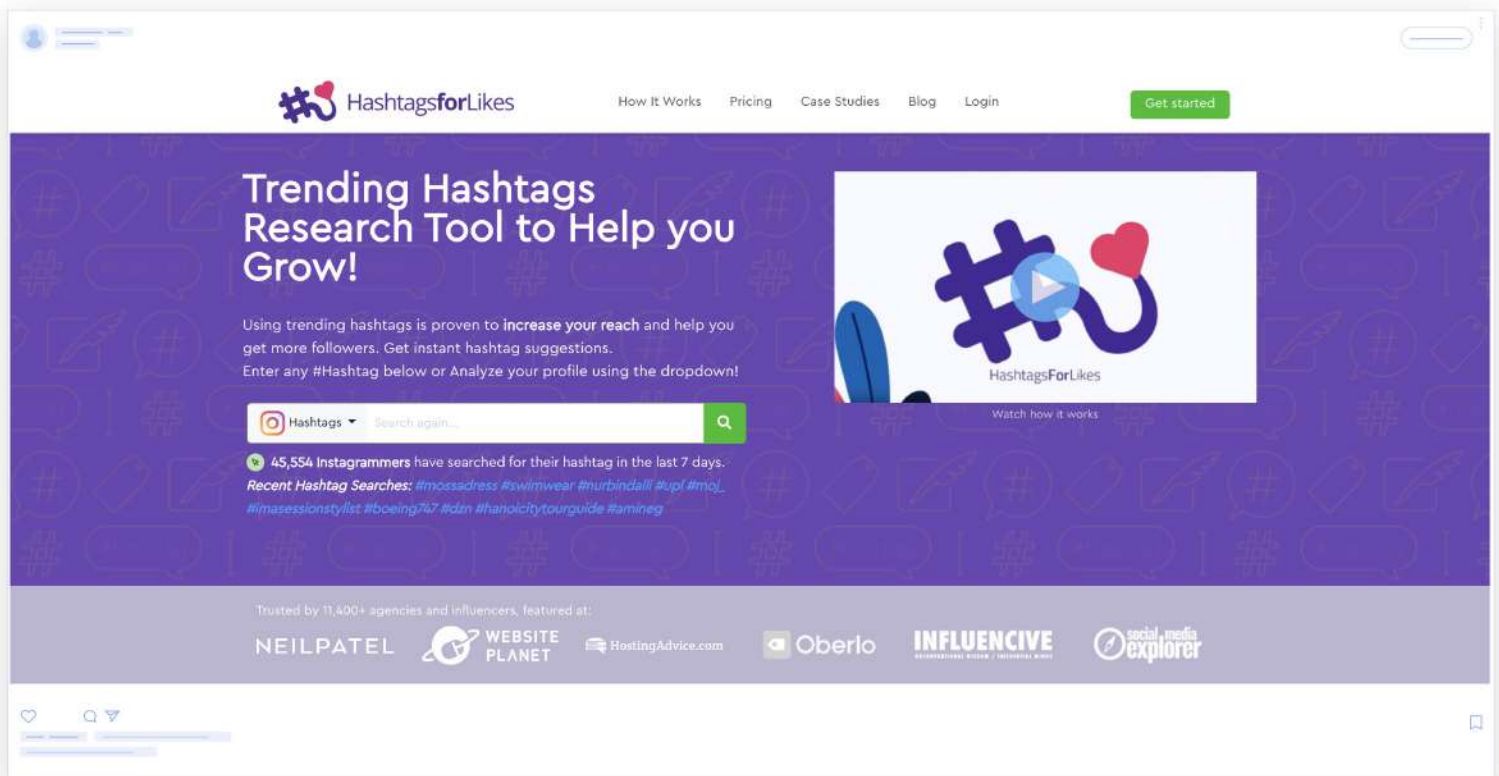 HashtagsforLikes
How It Works Pricing Case Studies Blog Login
Get started
Trending Hashtags
Research Tool to Help you
Grow!
Using trending hashtags is proven to increase your reach and help you
get more followers. Get instant hashtag suggestions.
Enter any #Hashtag below or Analyze your profile using the dropdown!
Hashtags
Search again...
45,554 Instagrammers have searched for their hashtag in the last 7 days.
Recent Hashtag Searches: #mossadress #swimwear #nurbindalli #upl #moj_
#imasessionstylist #boeing747 #dzn #hanoicitytourguide #amineg
HashtagsForLikes
Watch how it works
Trusted by 11,400+ agencies and influencers, featured at:
NEILPATEL
WEBSITE
PLANET
HostingAdvice.com
Oberlo
INFLUENCIVE
social media
explorer